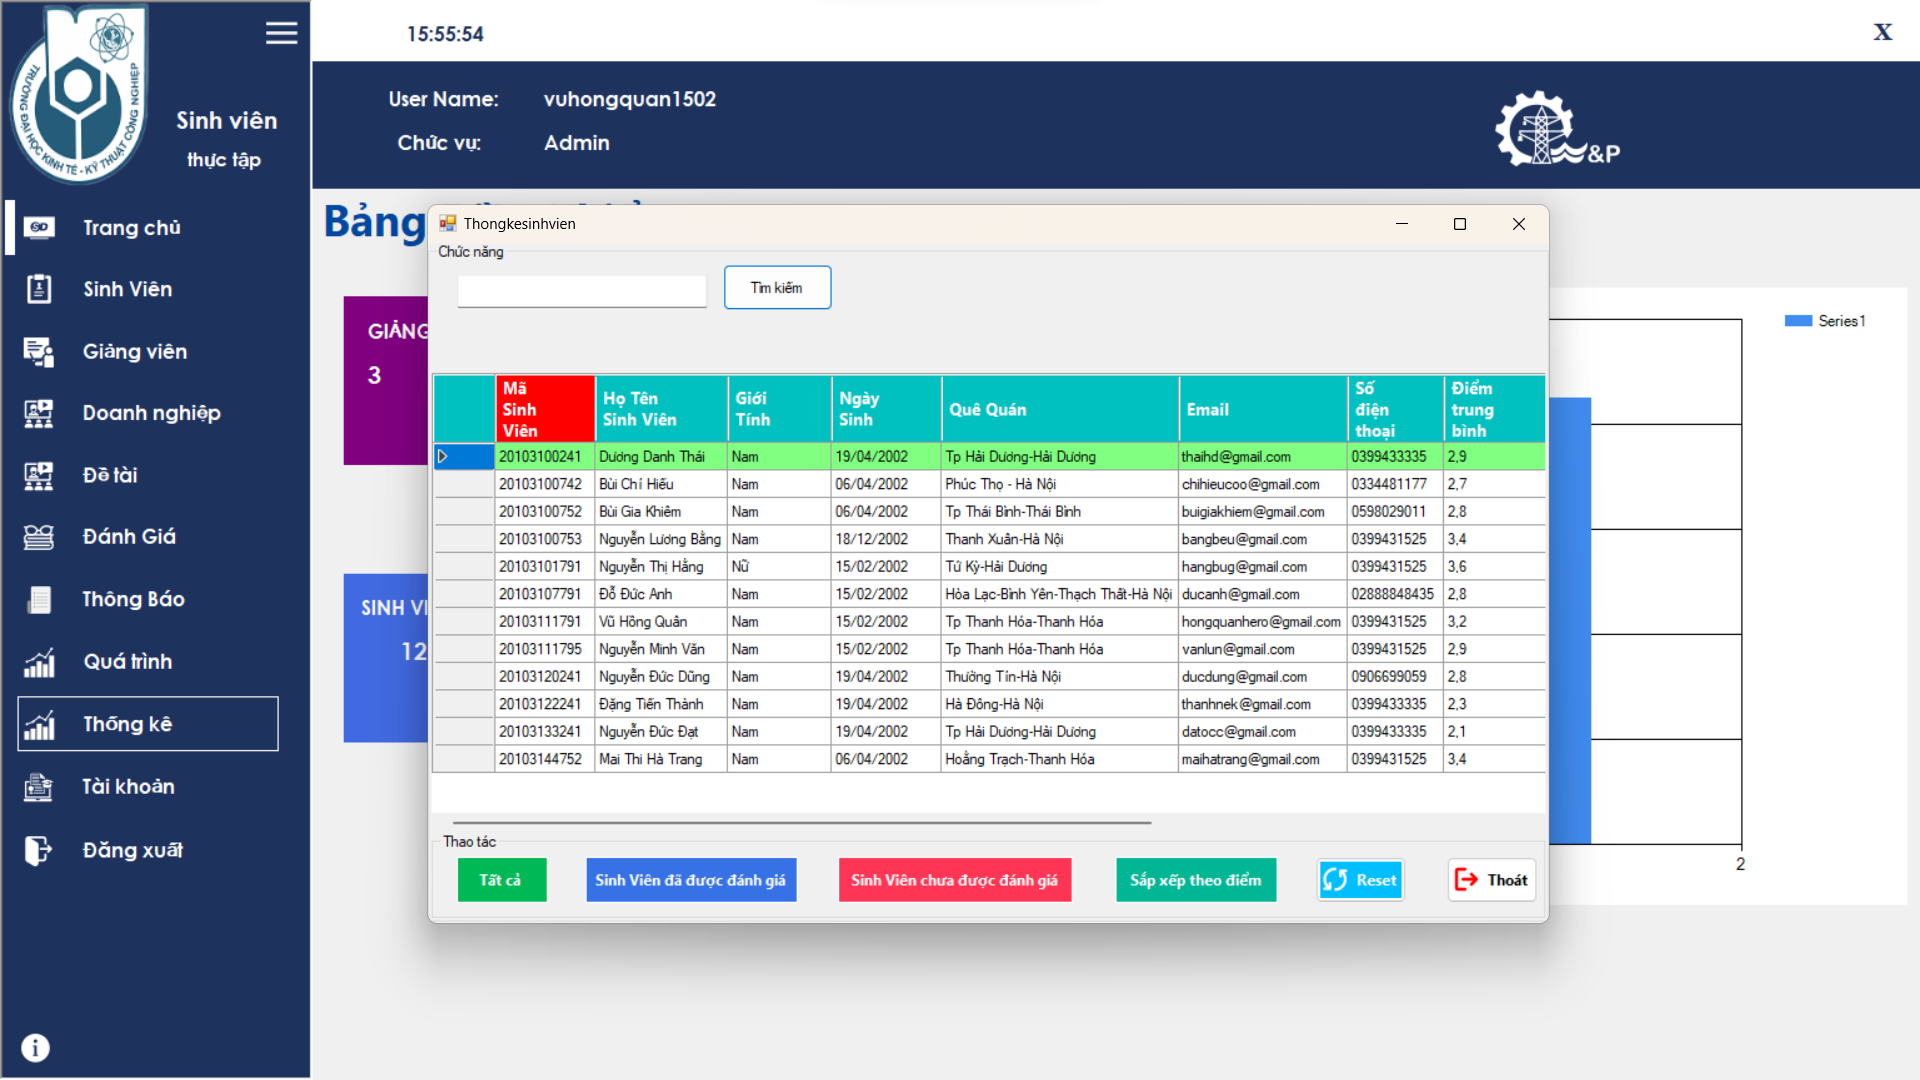 TRƯỜNG ĐẠI HỌC KINH TẾ - KỸ THUẬT CÔNG NGHIỆP
Sinh viên
thực tập
Trang chủ
Sinh Viên
Giảng viên
Doanh nghiệp
Đề tài
Đánh Giá
Thông Báo
Quá trình
Thống kê
Tài khoản
Đăng xuất
15:55:54
X
User Name: vuhongquan1502
Chức vụ: Admin
&P
Bảng
GIẢNG
3
SINH VI
12
Series1
2
Thongkesinhvien
Chức năng
Tìm kiếm
Mã Sinh Viên Họ Tên Sinh Viên Giới Tính Ngày Sinh Quê Quán Email Số điện thoại Điểm trung bình
20103100241 Dương Danh Thái Nam 19/04/2002 Tp Hải Dương-Hải Dương thaihd@gmail.com 0399433335 2,9
20103100742 Bùi Chí Hiếu Nam 06/04/2002 Phúc Thọ - Hà Nội chihieucoo@gmail.com 0334481177 2,7
20103100752 Bùi Gia Khiêm Nam 06/04/2002 Tp Thái Bình-Thái Bình buigiakhiem@gmail.com 0598029011 2,8
20103100753 Nguyễn Lương Bằng Nam 18/12/2002 Thanh Xuân-Hà Nội bangbeu@gmail.com 0399431525 3,4
20103101791 Nguyễn Thị Hằng Nữ 15/02/2002 Tứ Kỳ-Hải Dương hangbug@gmail.com 0399431525 3,6
20103107791 Đỗ Đức Anh Nam 15/02/2002 Hòa Lạc-Bình Yên-Thạch Thất-Hà Nội ducanh@gmail.com 02888848435 2,8
20103111791 Vũ Hồng Quân Nam 15/02/2002 Tp Thanh Hóa-Thanh Hóa hongquanhero@gmail.com 0399431525 3,2
20103111795 Nguyễn Minh Văn Nam 15/02/2002 Tp Thanh Hóa-Thanh Hóa vanlun@gmail.com 0399431525 2,9
20103120241 Nguyễn Đức Dũng Nam 19/04/2002 Thường Tín-Hà Nội ducdung@gmail.com 0906699059 2,8
20103122241 Đặng Tiến Thành Nam 19/04/2002 Hà Đông-Hà Nội thanhnek@gmail.com 0399433335 2,3
20103133241 Nguyễn Đức Đạt Nam 19/04/2002 Tp Hải Dương-Hải Dương datocc@gmail.com 0399433335 2,1
20103144752 Mai Thi Hà Trang Nam 06/04/2002 Hoằng Trạch-Thanh Hóa maihatrang@gmail.com 0399431525 3,4
Thao tác
Tất cả
Sinh Viên đã được đánh giá
Sinh Viên chưa được đánh giá
Sắp xếp theo điểm
Reset
Thoát